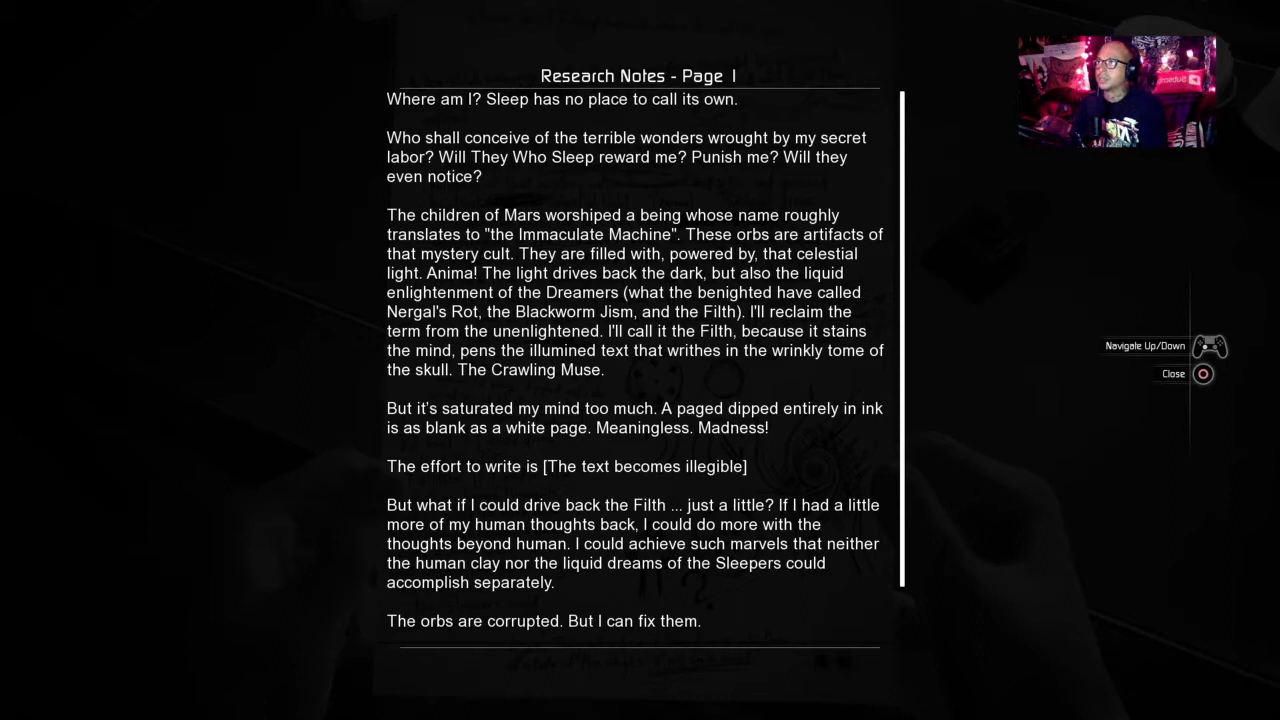 Research Notes - Page 1
Where am I? Sleep has no place to call its own.
Who shall conceive of the terrible wonders wrought by my secret
labor? Will They Who Sleep reward me? Punish me? Will they
even notice?
The children of Mars worshiped a being whose name roughly
translates to "the Immaculate Machine". These orbs are artifacts of
that mystery cult. They are filled with, powered by, that celestial
light. Anima! The light drives back the dark, but also the liquid
enlightenment of the Dreamers (what the benighted have called
Nergal's Rot, the Blackworm Jism, and the Filth). I'll reclaim the
term from the unenlightened. I'll call it the Filth, because it stains
the mind, pens the illumined text that writhes in the wrinkly tome of
the skull. The Crawling Muse.
But it's saturated my mind too much. A paged dipped entirely in ink
is as blank as a white page. Meaningless. Madness!
The effort to write is [The text becomes illegible]
But what if I could drive back the Filth ... just a little? If I had a little
more of my human thoughts back, I could do more with the
thoughts beyond human. I could achieve such marvels that neither
the human clay nor the liquid dreams of the Sleepers could
accomplish separately.
The orbs are corrupted. But I can fix them.
Navigate Up/Down
Close